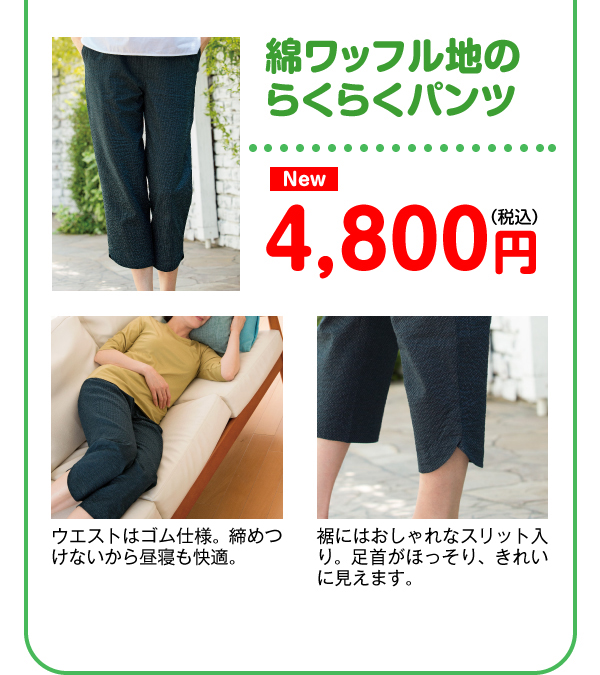 綿ワッフル地の
らくらくパンツ
New
4,800円(税込)
ウエストはゴム仕様。締めつ
けないから昼寝も快適。
裾にはおしゃれなスリット入
り。足首がほっそり、きれい
に見えます。